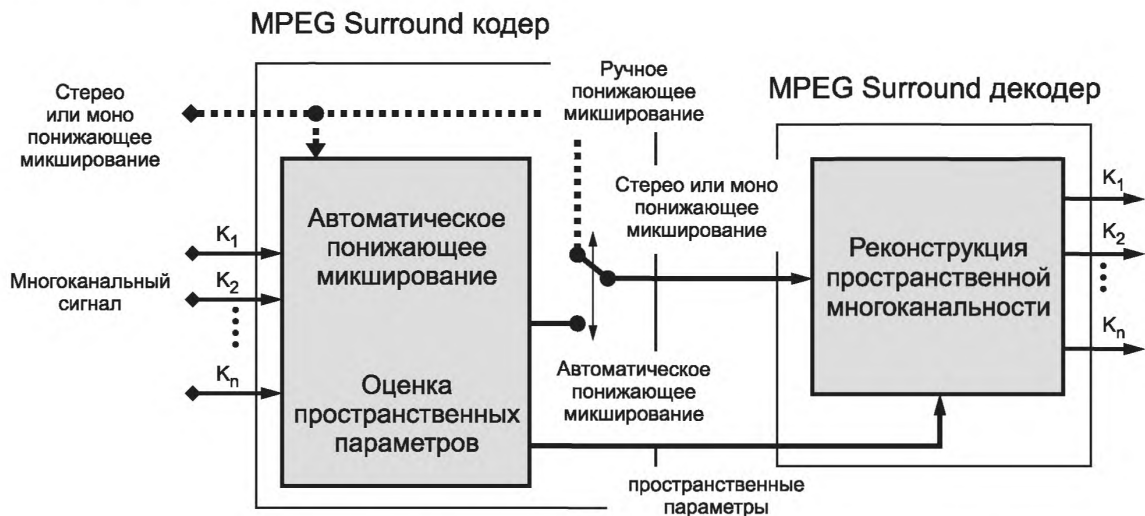 MPEG Surround кодер
Стерео
или моно
понижающее
микширование
Ручное
понижающее
микширование
MPEG Surround декодер
Автоматическое
понижающее
микширование
Стерео или моно
понижающее
микширование
Многоканальный
сигнал
K1
K2
Kn
Оценка
пространственных
параметров
Автоматическое
понижающее
микширование
Реконструкция
пространственной
многоканальности
K1
K2
Kn
пространственные
параметры